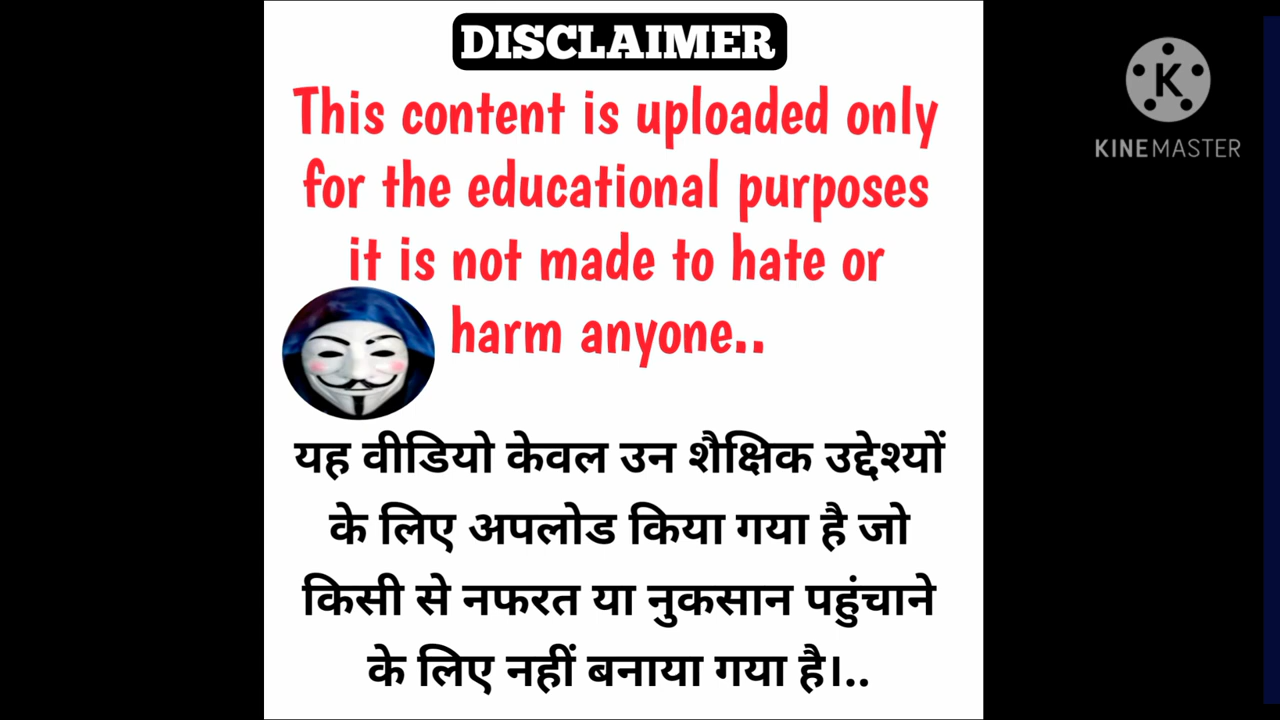 DISCLAIMER
This content is uploaded only
for the educational purposes
it is not made to hate or
harm anyone..
यह वीडियो केवल उन शैक्षिक उद्देश्यों
के लिए अपलोड किया गया है जो
किसी से नफरत या नुकसान पहुंचाने
के लिए नहीं बनाया गया है।..
K
KINEMASTER